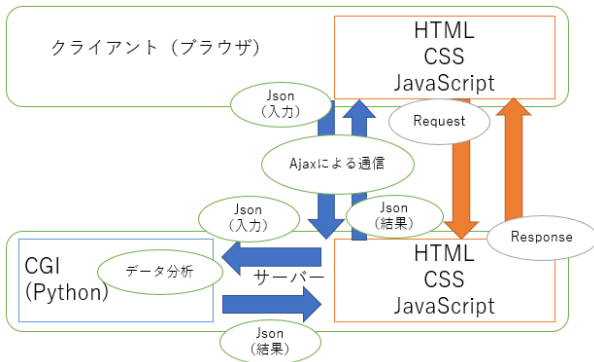 クライアント（ブラウザ）
HTML
CSS
JavaScript
Json
（入力）
Request
Ajaxによる通信
Json
（入力）
Json
（結果）
Response
CGI
(Python)
データ分析
サーバー
HTML
CSS
JavaScript
Json
（結果）